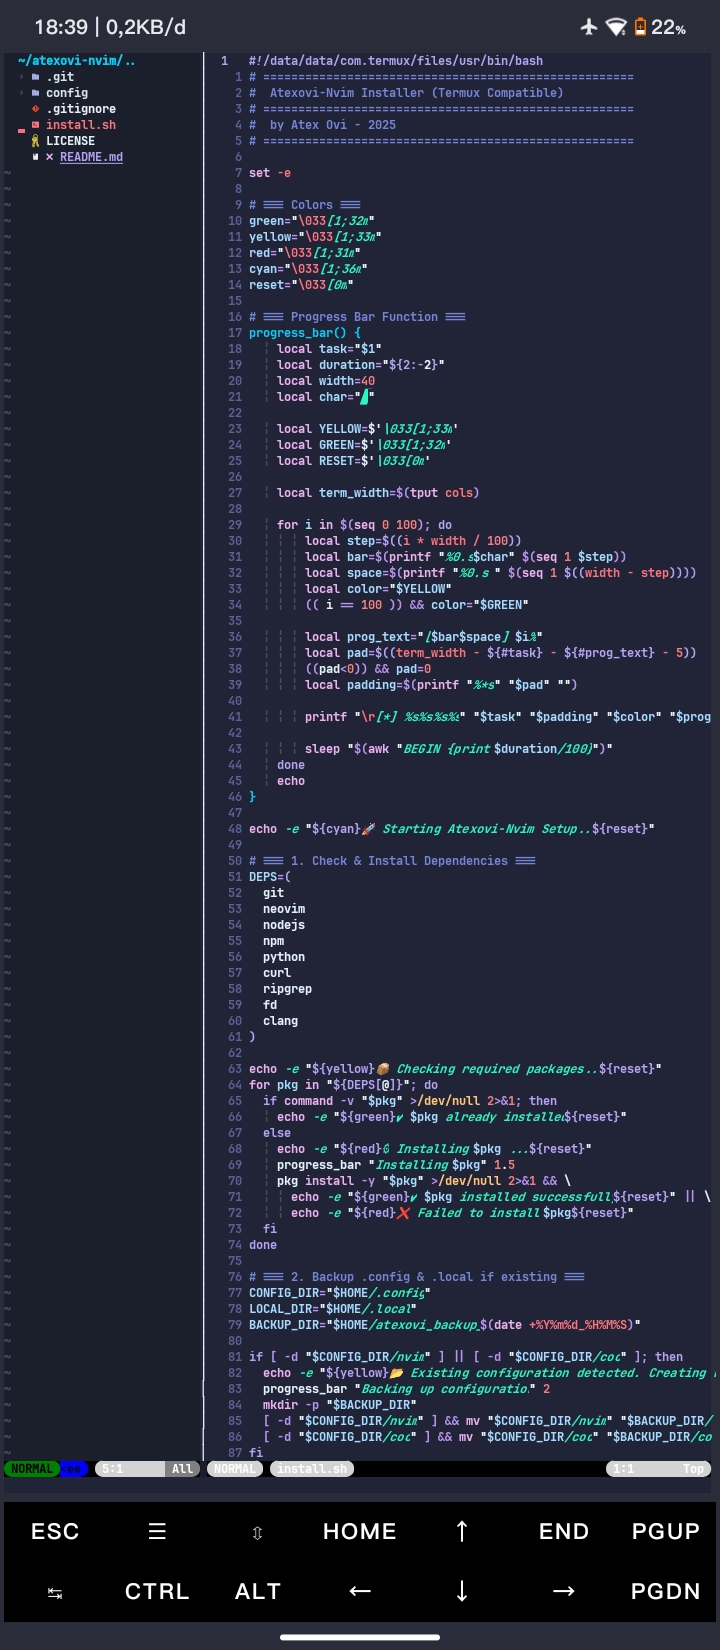 18:39 | 0,2KB/d
22%
~/atexovi-nvim/..
.git
config
.gitignore
install.sh
LICENSE
README.md
1 #!/data/data/com.termux/files/usr/bin/bash
1 # ====================================================
2 #  Atexovi-Nvim Installer (Termux Compatible)
3 # ====================================================
4 #  by Atex Ovi - 2025
5 # ====================================================
6
7 set -e
8
9 # === Colors ===
10 green="\033[1;32m"
11 yellow="\033[1;33m"
12 red="\033[1;31m"
13 cyan="\033[1;36m"
14 reset="\033[0m"
15
16 # === Progress Bar Function ===
17 progress_bar() {
18     local task="$1"
19     local duration="${2:-2}"
20     local width=40
21     local char="/"
22
23     local YELLOW=$'\033[1;33m'
24     local GREEN=$'\033[1;32m'
25     local RESET=$'\033[0m'
26
27     local term_width=$(tput cols)
28
29     for i in $(seq 0 100); do
30         local step=$((i * width / 100))
31         local bar=$(printf "%0.s$char" $(seq 1 $step))
32         local space=$(printf "%0.s " $(seq 1 $((width - step))))
33         local color="$YELLOW"
34         (( i == 100 )) && color="$GREEN"
35
36         local prog_text="[$bar$space] $i%"
37         local pad=$((term_width - ${#task} - ${#prog_text} - 5))
38         ((pad<0)) && pad=0
39         local padding=$(printf "%*s" "$pad" "")
40
41         printf "\r[*] %s%s%s%s" "$task" "$padding" "$color" "$prog
42
43         sleep "$(awk "BEGIN {print $duration/100}")"
44     done
45     echo
46 }
47
48 echo -e "${cyan}🚀 Starting Atexovi-Nvim Setup..${reset}"
49
50 # === 1. Check & Install Dependencies ===
51 DEPS=(
52   git
53   neovim
54   nodejs
55   npm
56   python
57   curl
58   ripgrep
59   fd
60   clang
61 )
62
63 echo -e "${yellow}📦 Checking required packages..${reset}"
64 for pkg in "${DEPS[@]}"; do
65   if command -v "$pkg" >/dev/null 2>&1; then
66     echo -e "${green}✔ $pkg already installed${reset}"
67   else
68     echo -e "${red} Installing $pkg ...${reset}"
69     progress_bar "Installing $pkg" 1.5
70     pkg install -y "$pkg" >/dev/null 2>&1 && \
71       echo -e "${green}✔ $pkg installed successfull${reset}" || \
72       echo -e "${red}❌ Failed to install $pkg${reset}"
73   fi
74 done
75
76 # === 2. Backup .config & .local if existing ===
77 CONFIG_DIR="$HOME/.config"
78 LOCAL_DIR="$HOME/.local"
79 BACKUP_DIR="$HOME/atexovi_backup_$(date +%Y%m%d_%H%M%S)"
80
81 if [ -d "$CONFIG_DIR/nvim" ] || [ -d "$CONFIG_DIR/coc" ]; then
82   echo -e "${yellow}📂 Existing configuration detected. Creating
83   progress_bar "Backing up configuratio." 2
84   mkdir -p "$BACKUP_DIR"
85   [ -d "$CONFIG_DIR/nvim" ] && mv "$CONFIG_DIR/nvim" "$BACKUP_DIR/
86   [ -d "$CONFIG_DIR/coc" ] && mv "$CONFIG_DIR/coc" "$BACKUP_DIR/co
87 fi
NORMAL <ee 5:1 All NORMAL install.sh 1:1 Top
ESC ☰ ⇳ HOME ↑ END PGUP
↹ CTRL ALT ← ↓ → PGDN